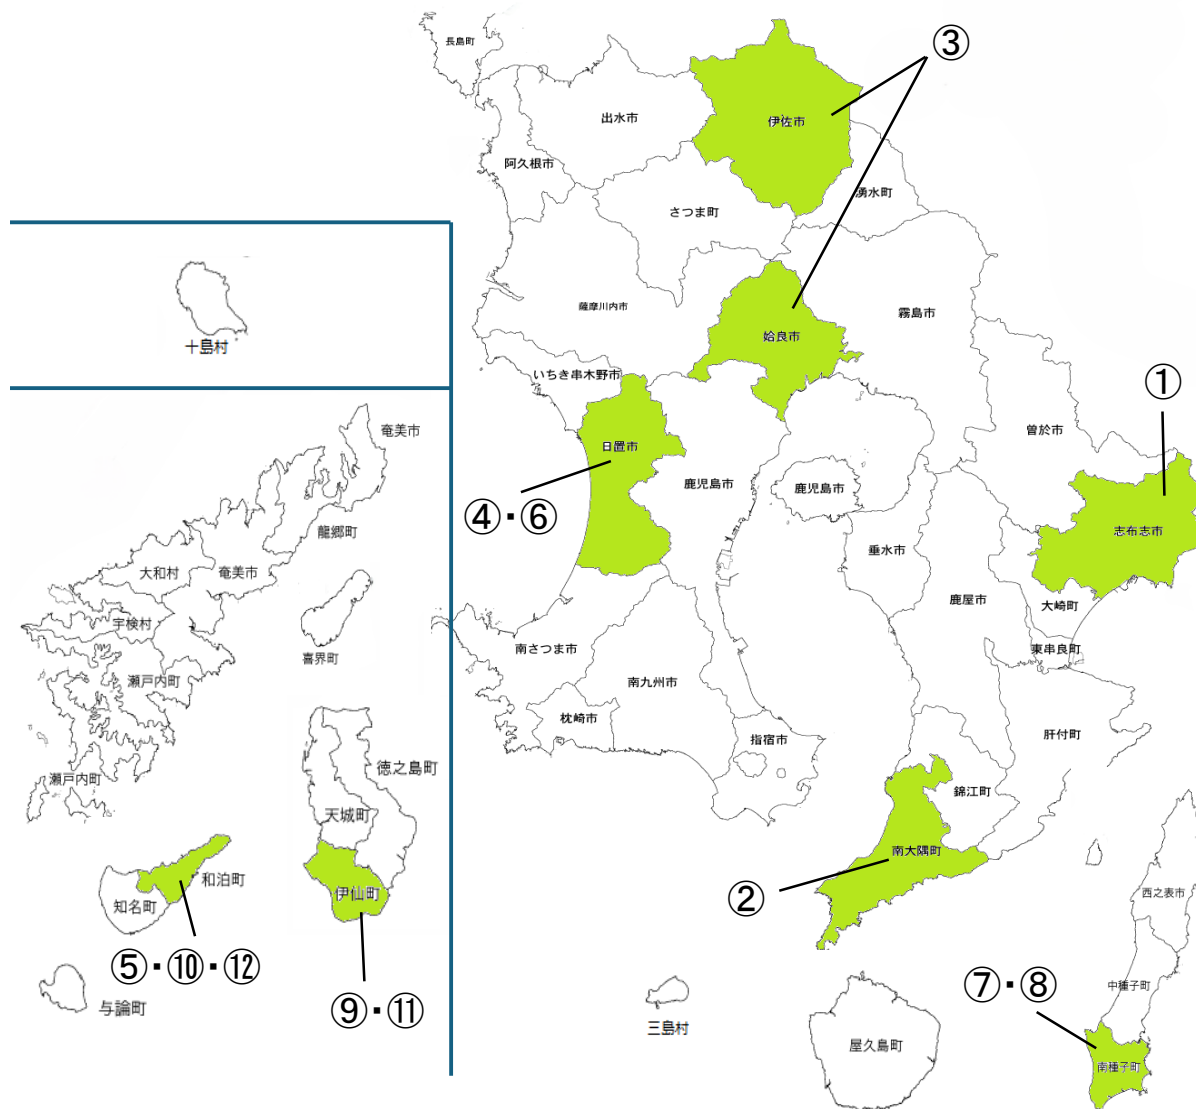 長島町
③
出水市
伊佐市
阿久根市
湧水町
さつま町
薩摩川内市
姶良市
霧島市
十島村
いちき串木野市
①
日置市
曽於市
鹿児島市
鹿児島市
④・⑥
志布志市
垂水市
鹿屋市
大崎町
東串良町
南さつま市
南九州市
枕崎市
指宿市
肝付町
錦江町
南大隅町
②
奄美市
龍郷町
大和村
奄美市
宇検村
喜界町
瀬戸内町
瀬戸内町
徳之島町
天城町
伊仙町
和泊町
知名町
⑤・⑩・⑫
⑨・⑪
与論町
西之表市
⑦・⑧
中種子町
三島村
屋久島町
南種子町